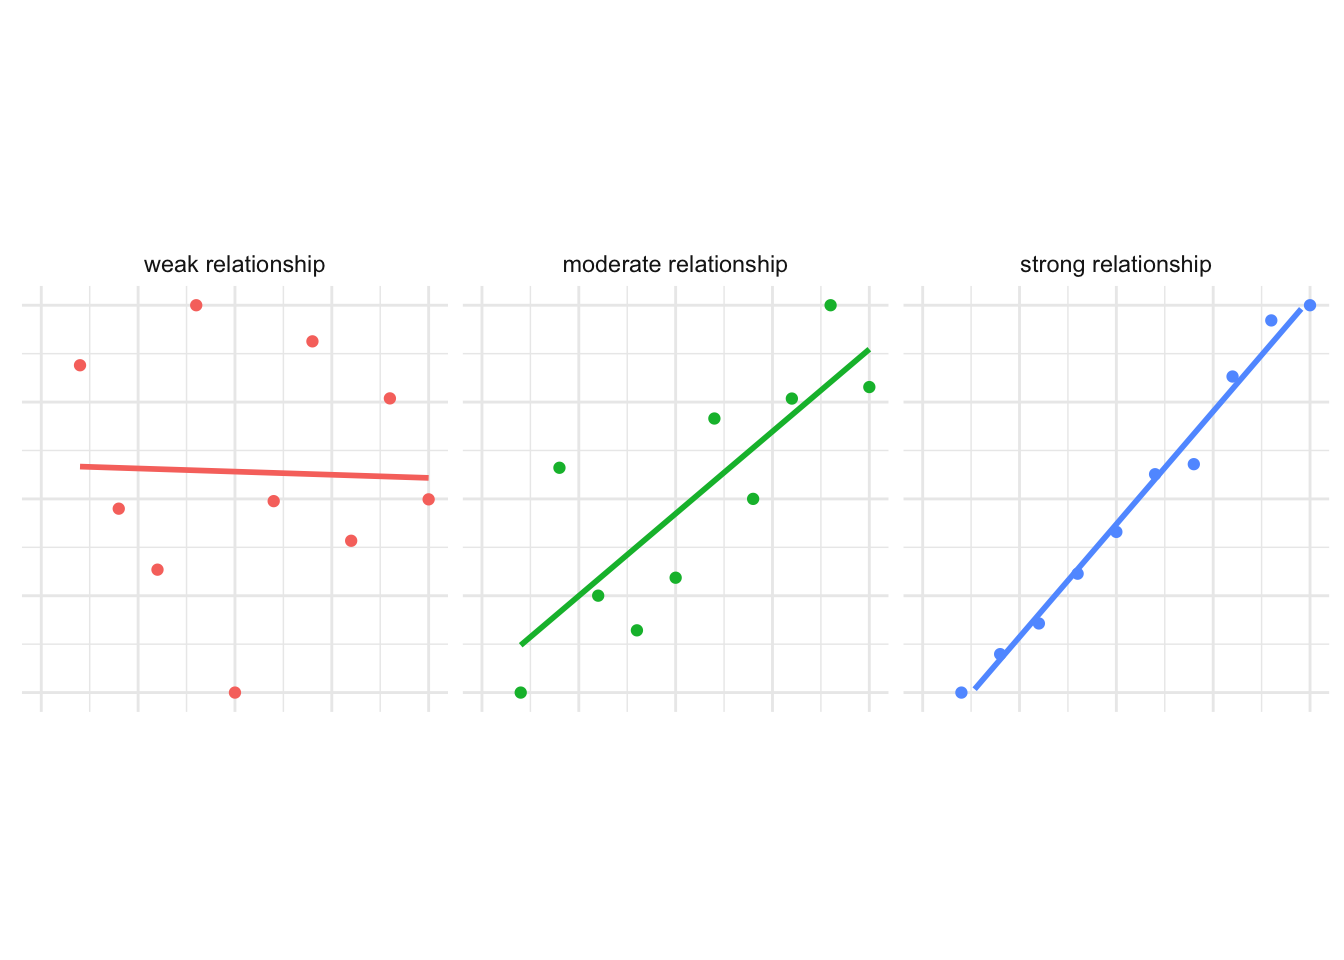 weak relationship
moderate relationship
strong relationship